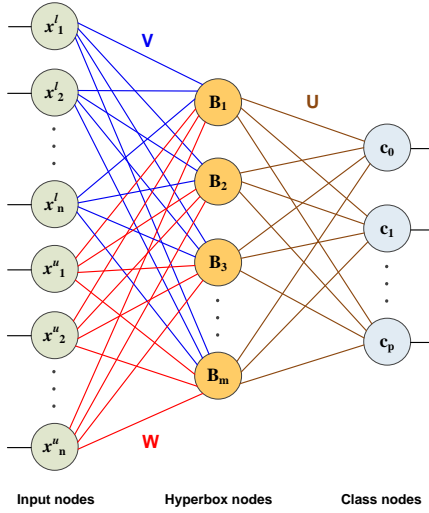 x^l_1
V
x^l_2
B_1
U
c_0
x^l_n
B_2
c_1
x^u_1
B_3
x^u_2
c_p
B_m
x^u_n
W
Input nodes Hyperbox nodes Class nodes